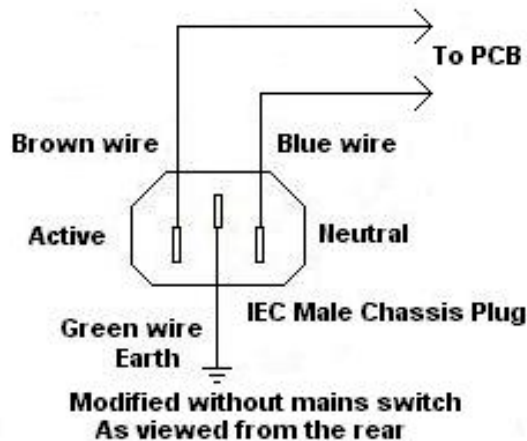 To PCB
Brown wire
Blue wire
Active
Neutral
Green wire
Earth
IEC Male Chassis Plug
Modified without mains switch
As viewed from the rear